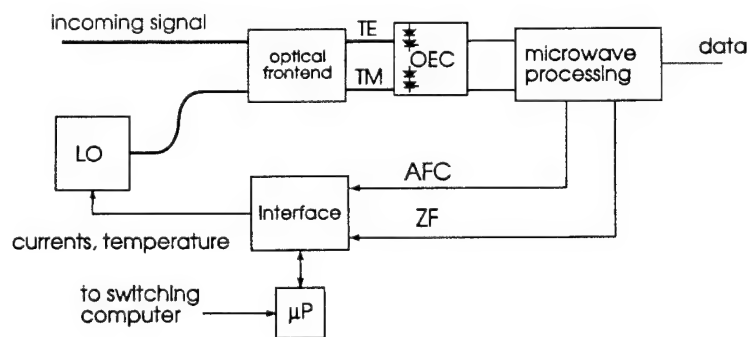 incoming signal
optical
frontend
TE
TM
OEC
microwave
processing
data
LO
AFC
Interface
ZF
currents, temperature
to switching
computer
µP